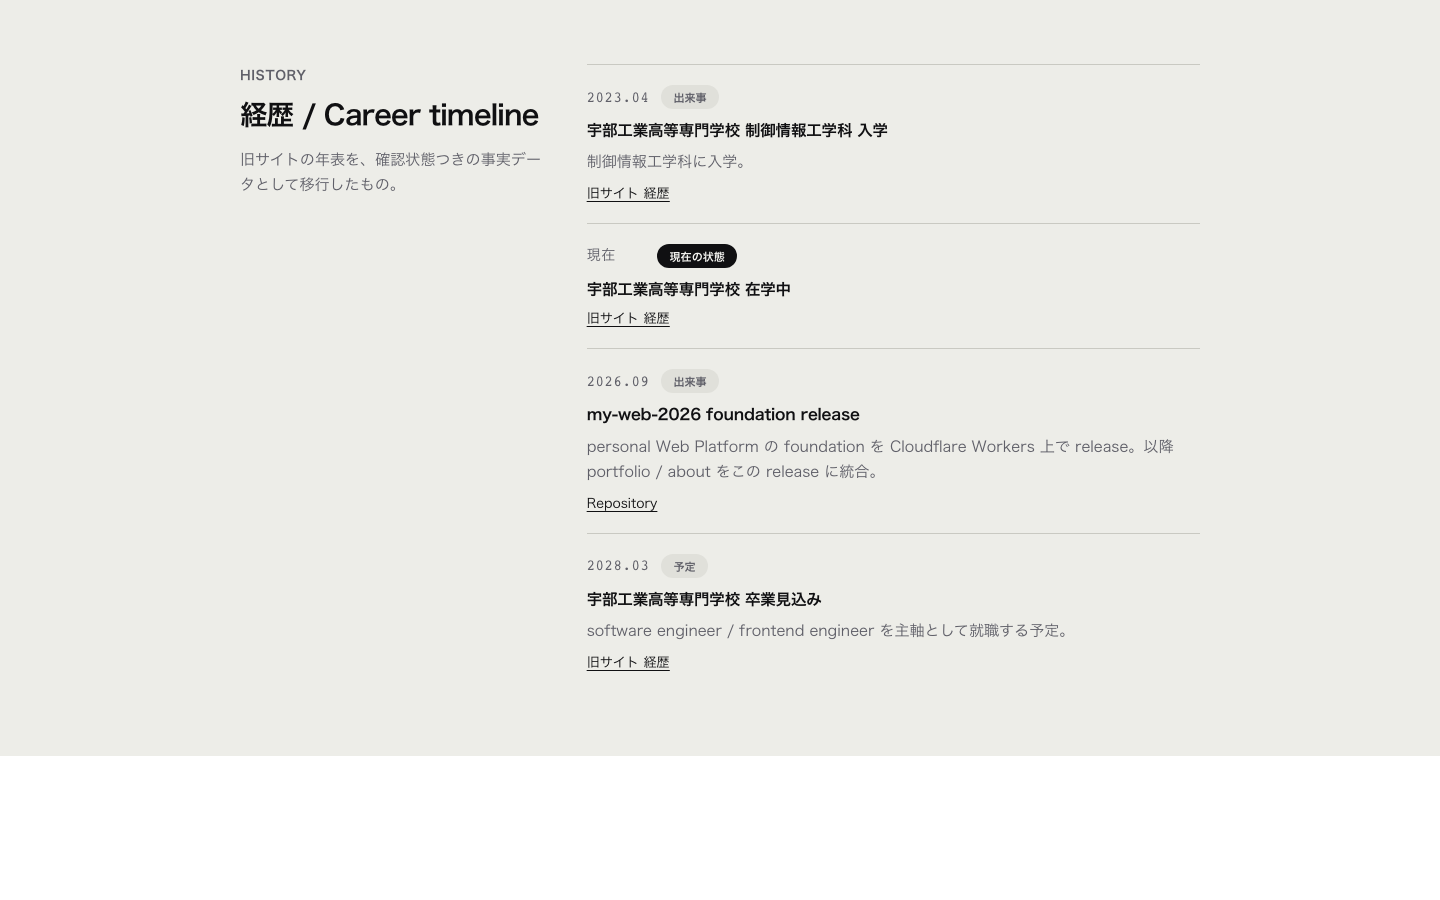 HISTORY
経歴 / Career timeline
旧サイトの年表を、確認状態つきの事実デー
タとして移行したもの。
2023.04 出来事
宇部工業高等専門学校 制御情報工学科 入学
制御情報工学科に入学。
旧サイト 経歴
現在 現在の状態
宇部工業高等専門学校 在学中
旧サイト 経歴
2026.09 出来事
my-web-2026 foundation release
personal Web Platform の foundation を Cloudflare Workers 上で release。以降
portfolio / about をこの release に統合。
Repository
2028.03 予定
宇部工業高等専門学校 卒業見込み
software engineer / frontend engineer を主軸として就職する予定。
旧サイト 経歴